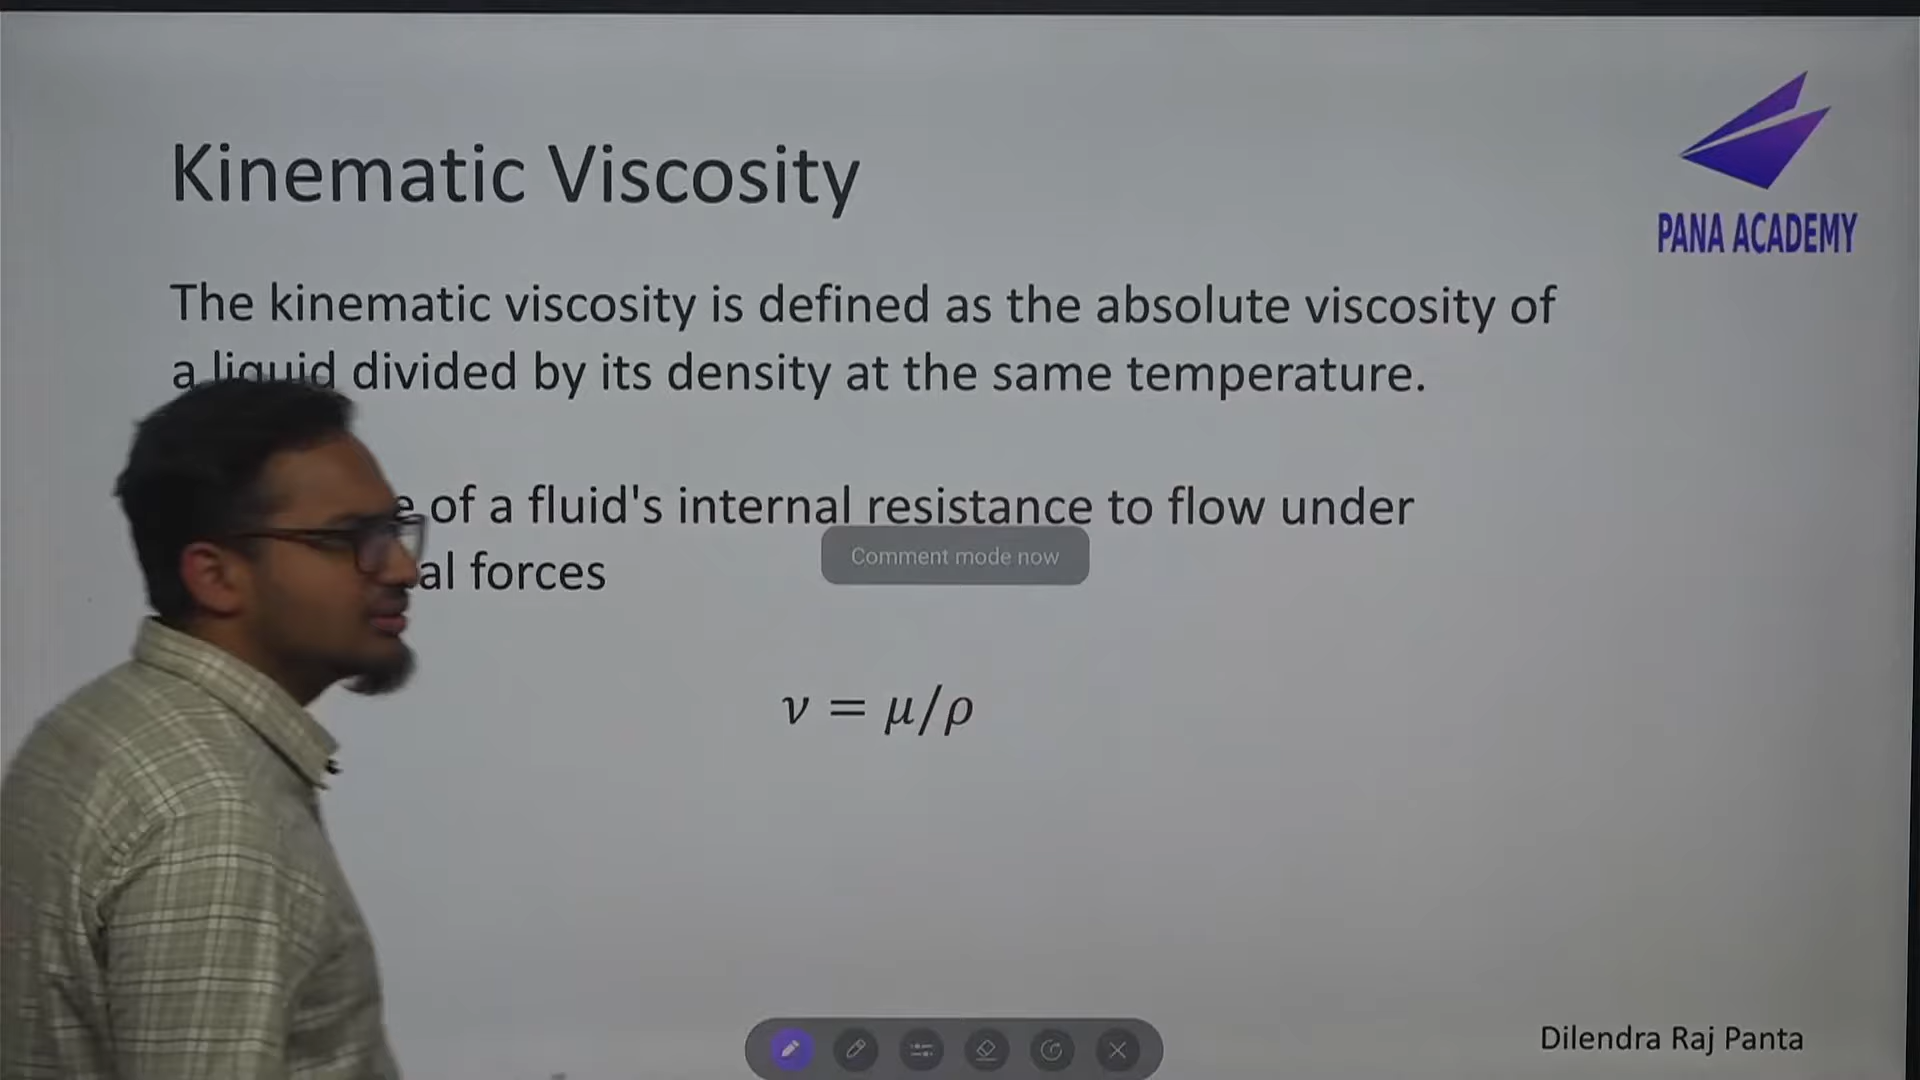 Kinematic Viscosity
PANA ACADEMY
The kinematic viscosity is defined as the absolute viscosity of
a liquid divided by its density at the same temperature.
of a fluid's internal resistance to flow under
forces
Comment mode now
ν = μ/ρ
Dilendra Raj Panta